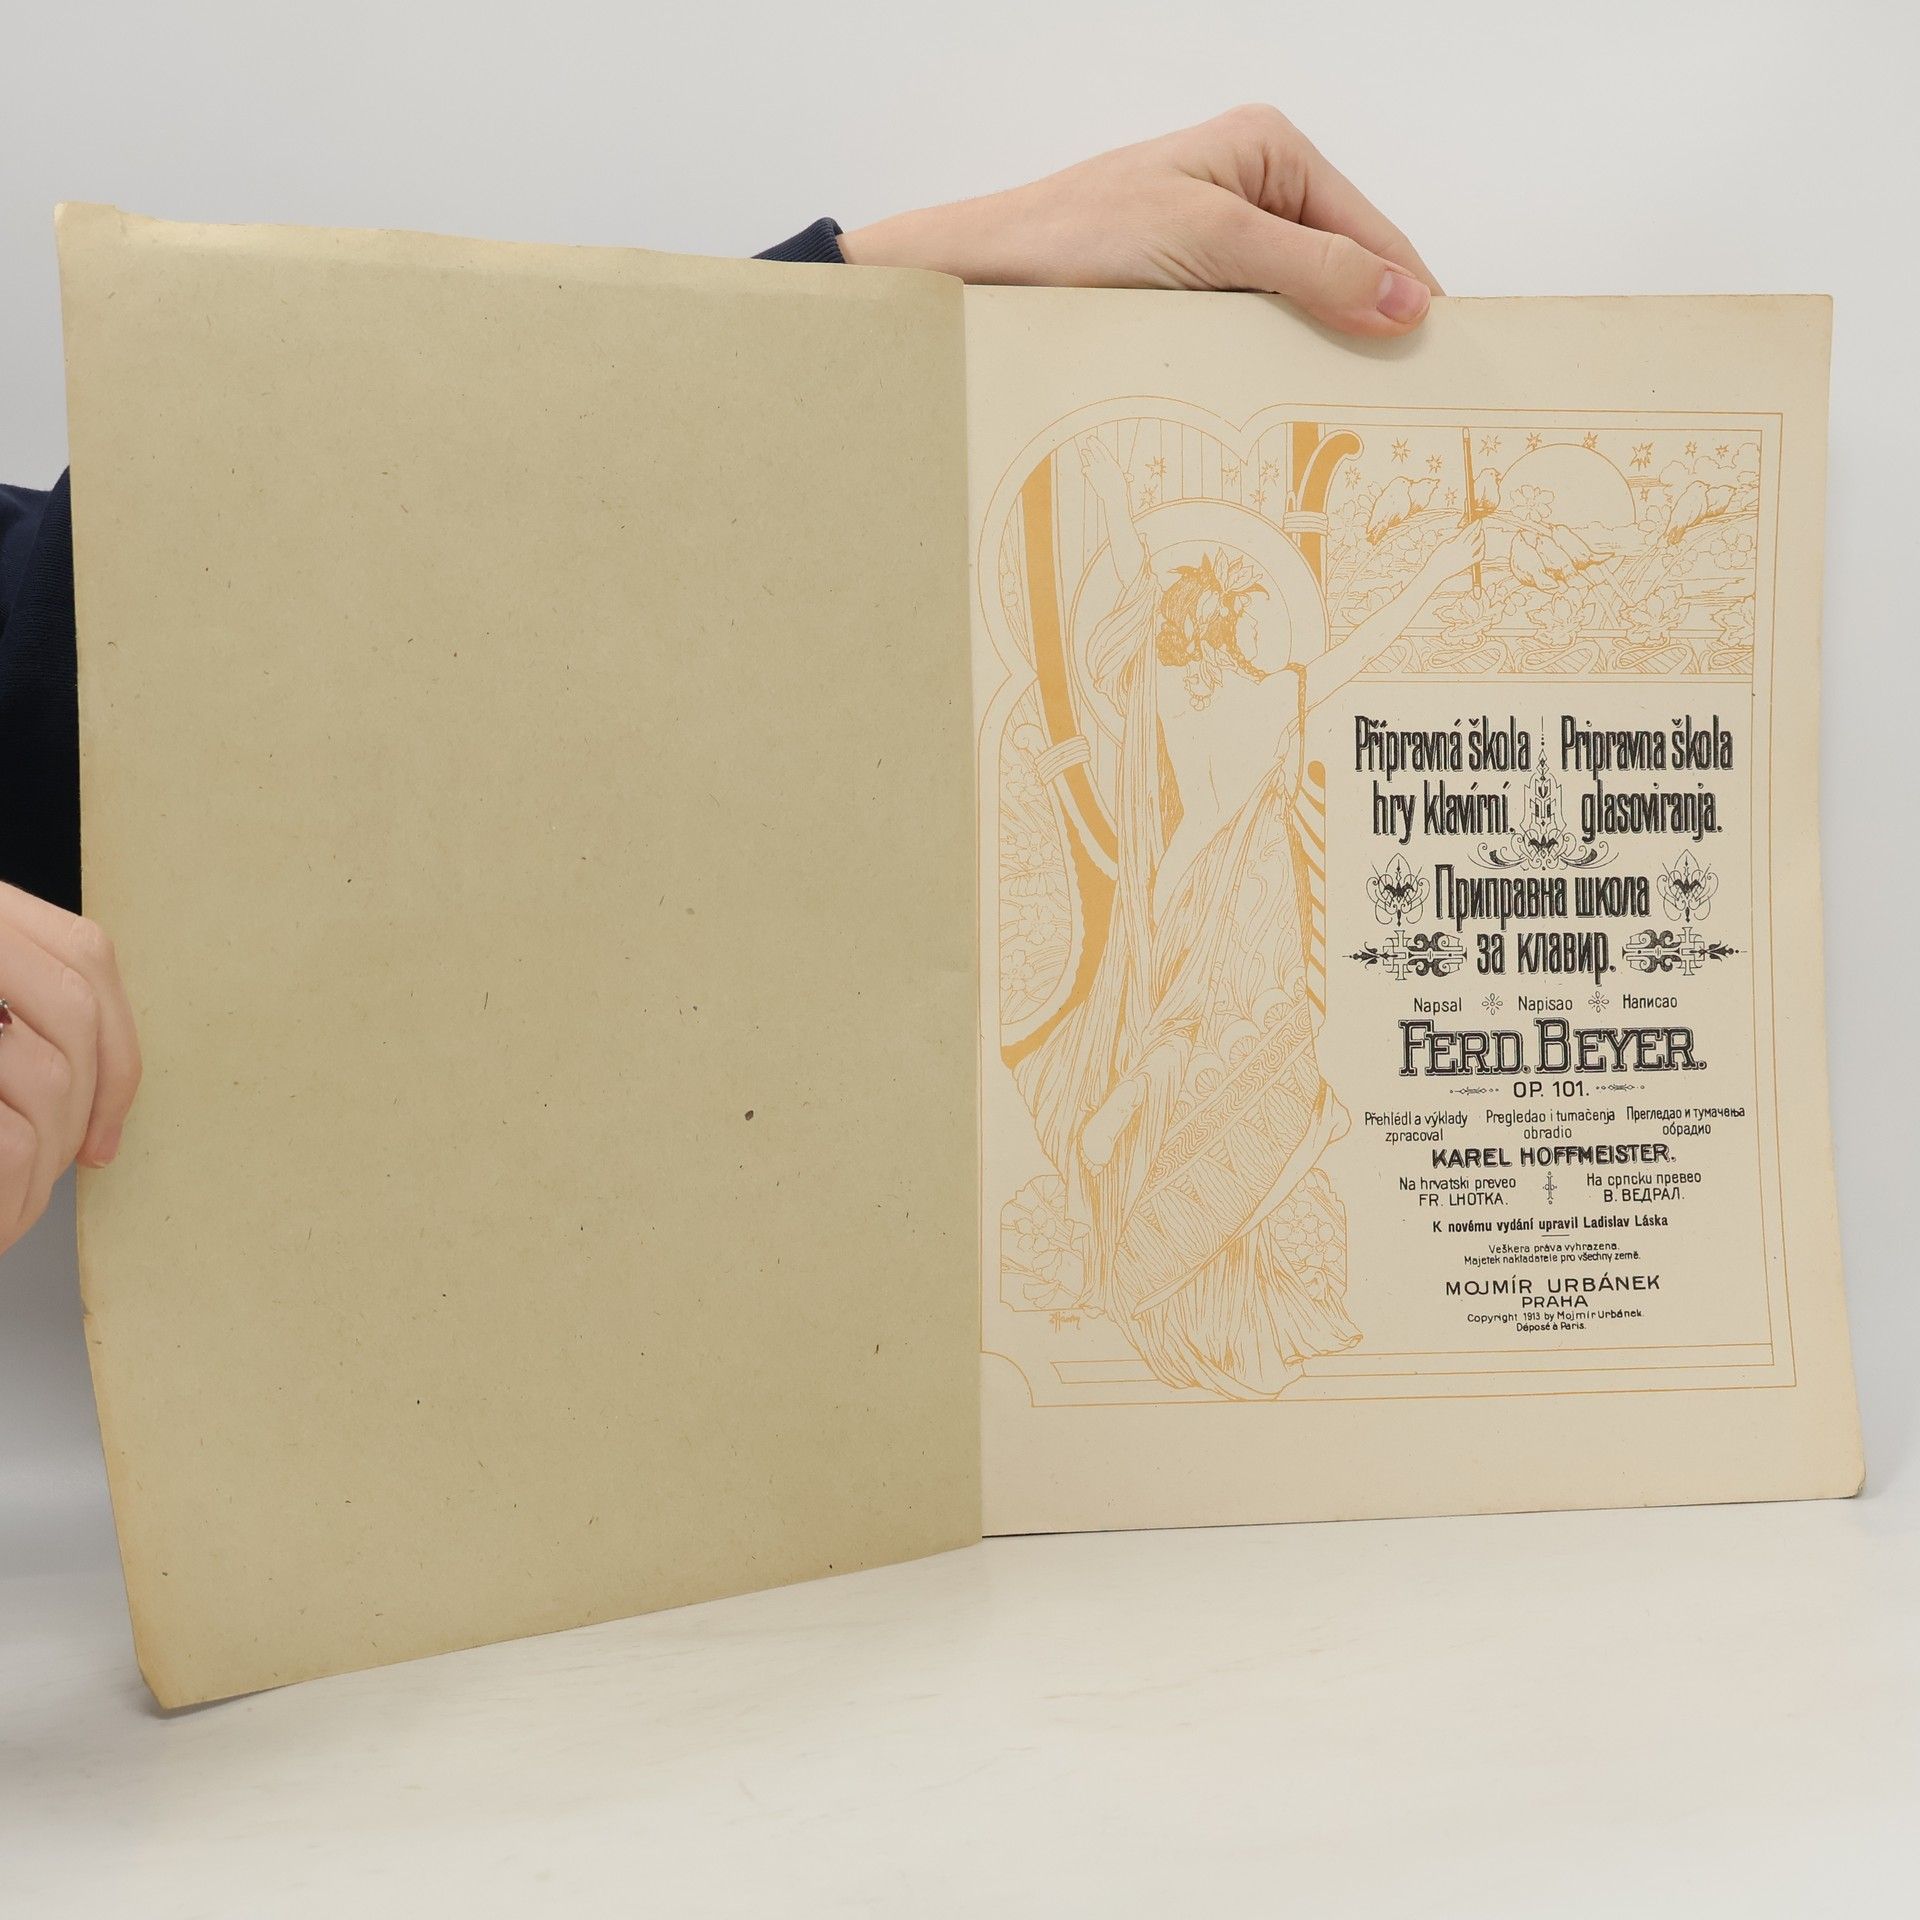 Přípravná škola
hry klavírní.
Pripravna škola
glasoviranja.
Приправна школа
за клавир.
Napsal Napisao Написао
FERD. BEYER.
OP. 101.
Přehlédl a výklady
zpracoval
Pregledao i tumačenja
obradio
Прегледао и тумачења
обрадио
KAREL HOFFMEISTER.
Na hrvatski preveo
FR. LHOTKA.
На српски превео
В. ВЕДРАЛ.
K novému vydání upravil Ladislav Láska
Veškera práva vyhrazena.
Majetek nakladatele pro všechny země.
MOJMÍR URBÁNEK
PRAHA
Copyright 1913 by Mojmír Urbánek.
Déposé à Paris.